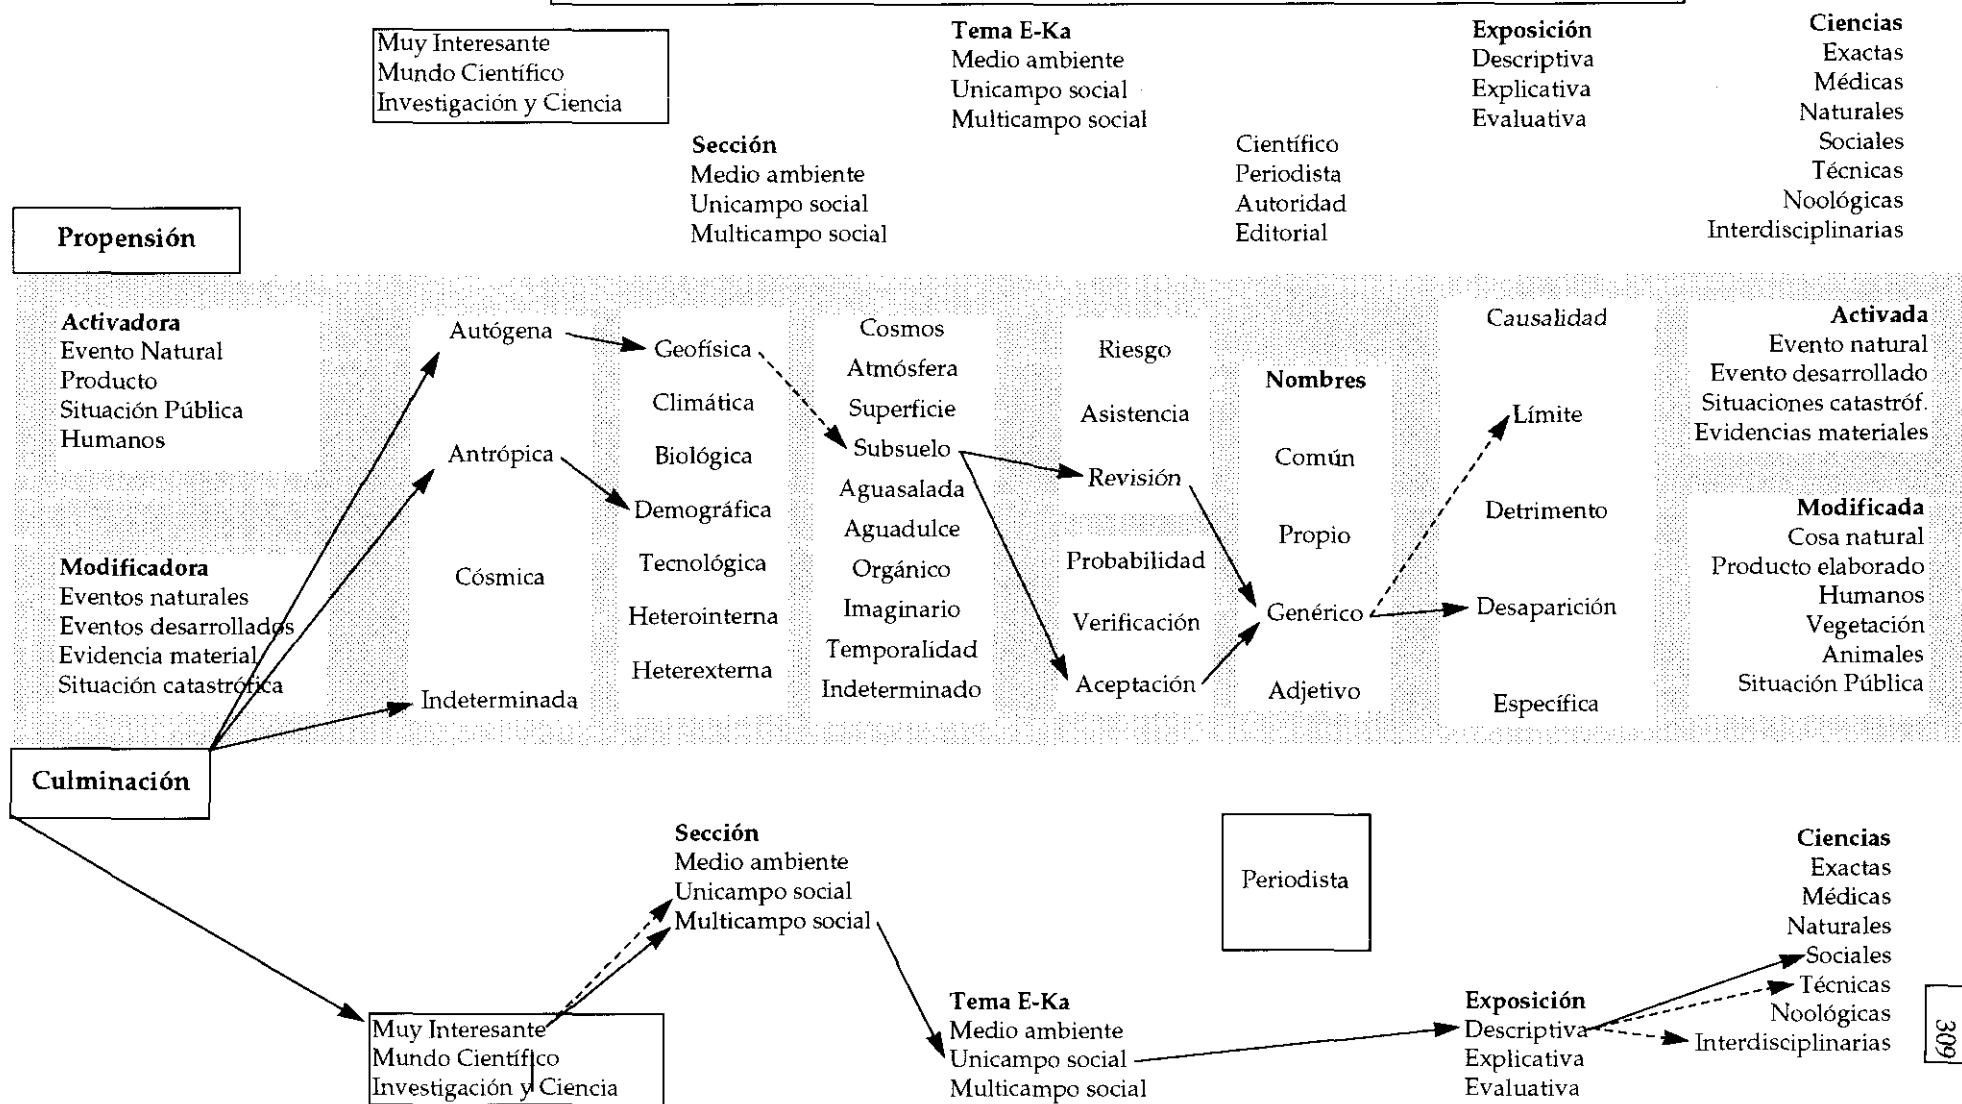 Muy Interesante
Mundo Científico
Investigación y Ciencia
Sección
Medio ambiente
Unicampo social
Multicampo social
Tema E-Ka
Medio ambiente
Unicampo social
Multicampo social
Científico
Periodista
Autoridad
Editorial
Exposición
Descriptiva
Explicativa
Evaluativa
Ciencias
Exactas
Médicas
Naturales
Sociales
Técnicas
Noológicas
Interdisciplinarias
Propensión
Activadora
Evento Natural
Producto
Situación Pública
Humanos
Modificadora
Eventos naturales
Eventos desarrollados
Evidencia material
Situación catastrófica
Autógena
Antrópica
Cósmica
Indeterminada
Geofísica
Climática
Biológica
Demográfica
Tecnológica
Heterointerna
Heterexterna
Cosmos
Atmósfera
Superficie
Subsuelo
Aguasalada
Aguadulce
Orgánico
Imaginario
Temporalidad
Indeterminado
Riesgo
Asistencia
Revisión
Probabilidad
Verificación
Aceptación
Nombres
Común
Propio
Genérico
Adjetivo
Causalidad
Límite
Detrimento
Desaparición
Específica
Activada
Evento natural
Evento desarrollado
Situaciones catastróf.
Evidencias materiales
Modificada
Cosa natural
Producto elaborado
Humanos
Vegetación
Animales
Situación Pública
Culminación
Muy Interesante
Mundo Científico
Investigación y Ciencia
Sección
Medio ambiente
Unicampo social
Multicampo social
Tema E-Ka
Medio ambiente
Unicampo social
Multicampo social
Periodista
Exposición
Descriptiva
Explicativa
Evaluativa
Ciencias
Exactas
Médicas
Naturales
Sociales
Técnicas
Noológicas
Interdisciplinarias
309